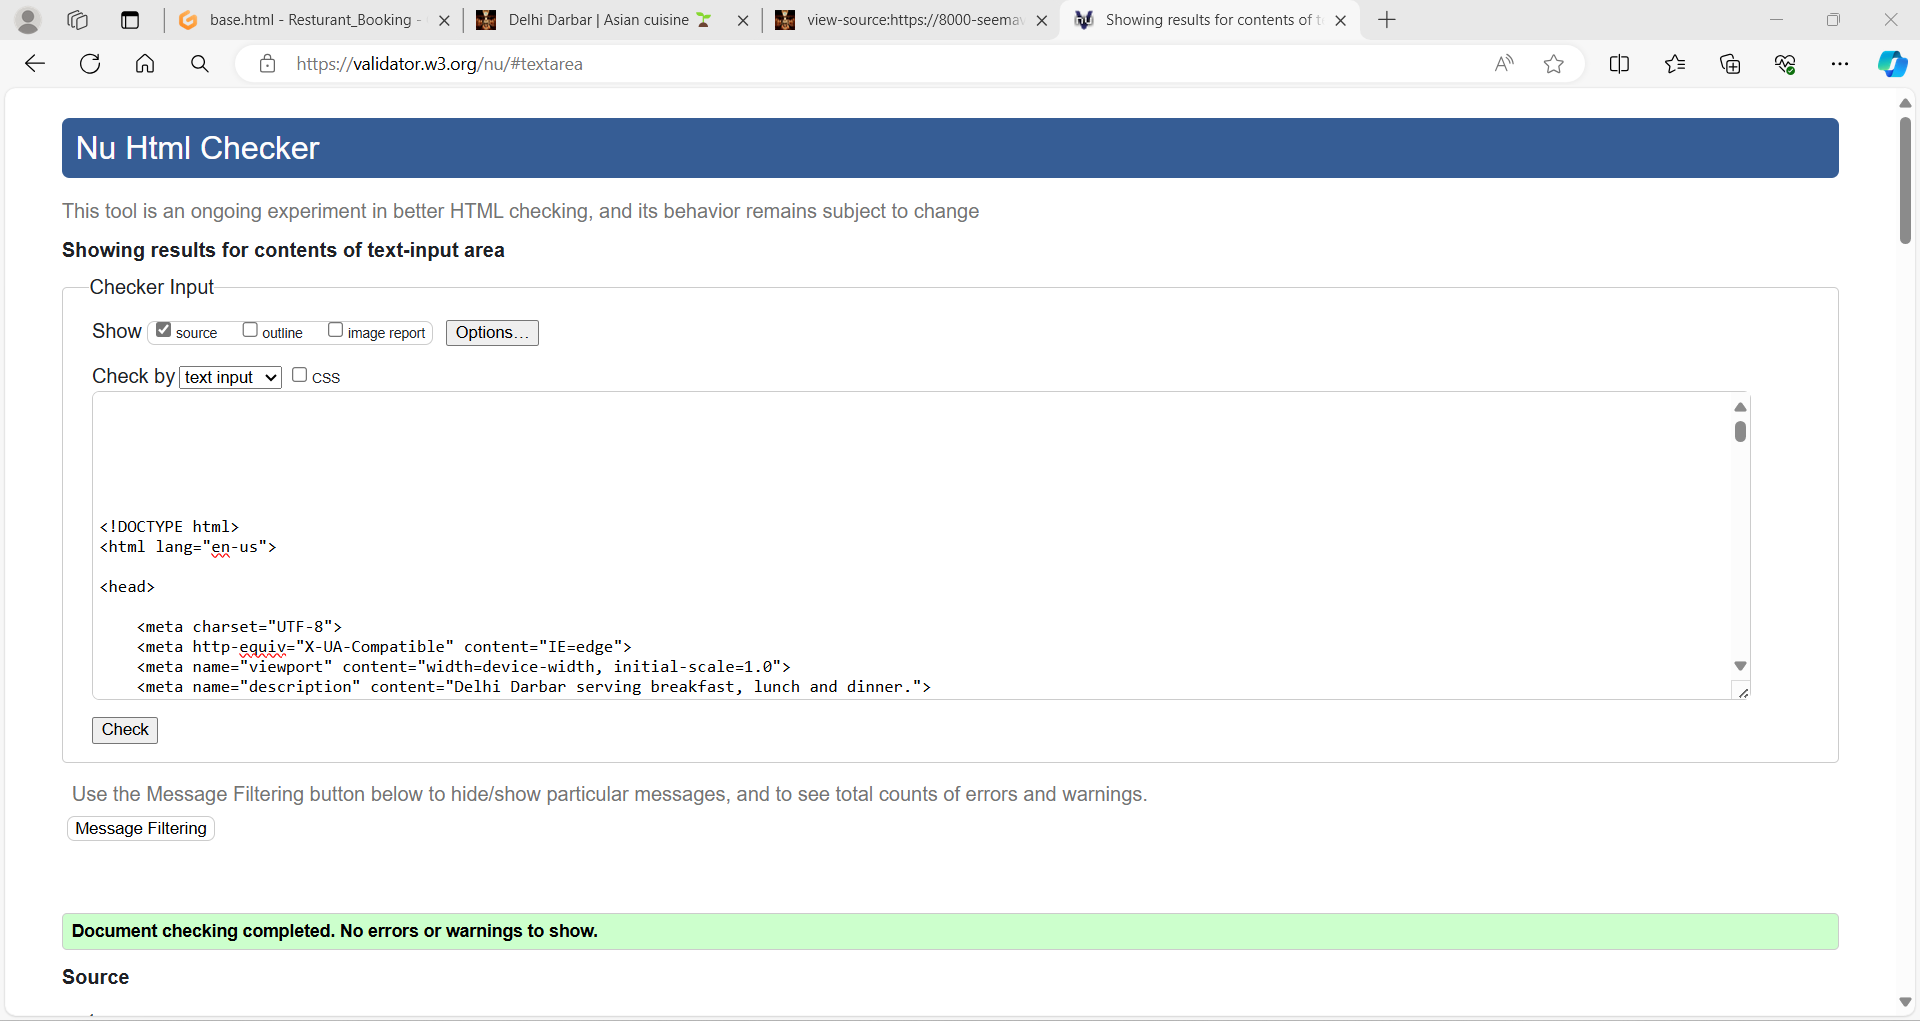 base.html - Resturant_Booking -
Delhi Darbar | Asian cuisine
view-source:https://8000-seema
Showing results for contents of t
https://validator.w3.org/nu/#textarea
Nu Html Checker
This tool is an ongoing experiment in better HTML checking, and its behavior remains subject to change
Showing results for contents of text-input area
Checker Input
Show source outline image report Options...
Check by text input CSS
<!DOCTYPE html>
<html lang="en-us">
<head>
<meta charset="UTF-8">
<meta http-equiv="X-UA-Compatible" content="IE=edge">
<meta name="viewport" content="width=device-width, initial-scale=1.0">
<meta name="description" content="Delhi Darbar serving breakfast, lunch and dinner.">
Check
Use the Message Filtering button below to hide/show particular messages, and to see total counts of errors and warnings.
Message Filtering
Document checking completed. No errors or warnings to show.
Source